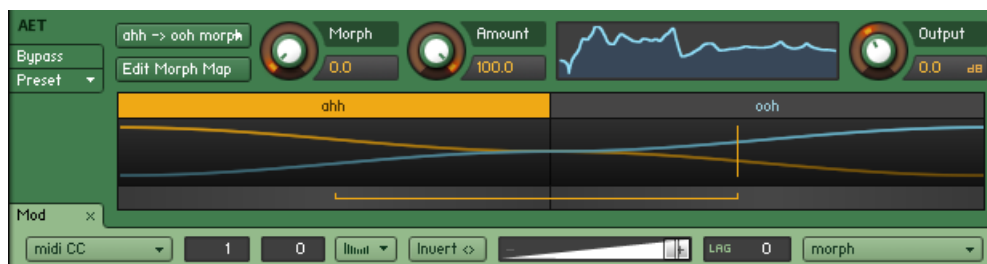 AET
Bypass
Preset
ahh -> ooh morph
Edit Morph Map
Morph
0.0
Amount
100.0
Output
0.0 dB
ahh ooh
Mod ×
midi CC 1 0 Invert <> - + LAG 0 morph